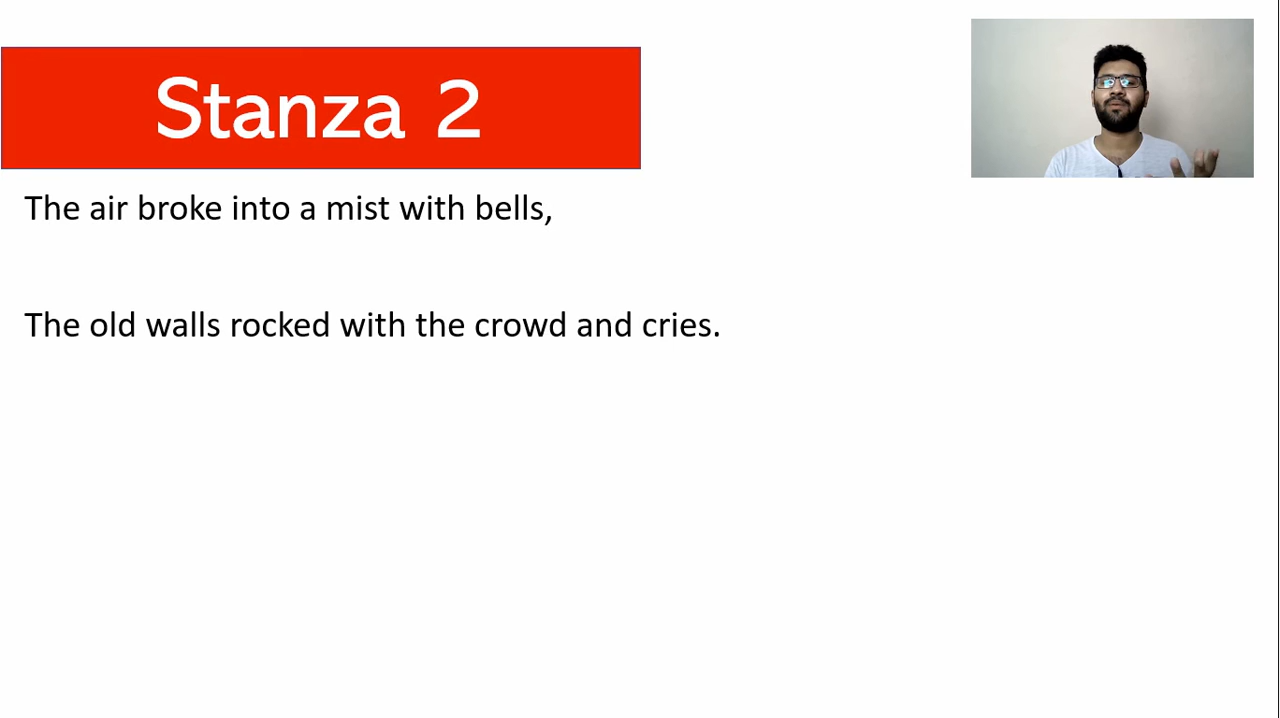 Stanza 2
The air broke into a mist with bells,
The old walls rocked with the crowd and cries.